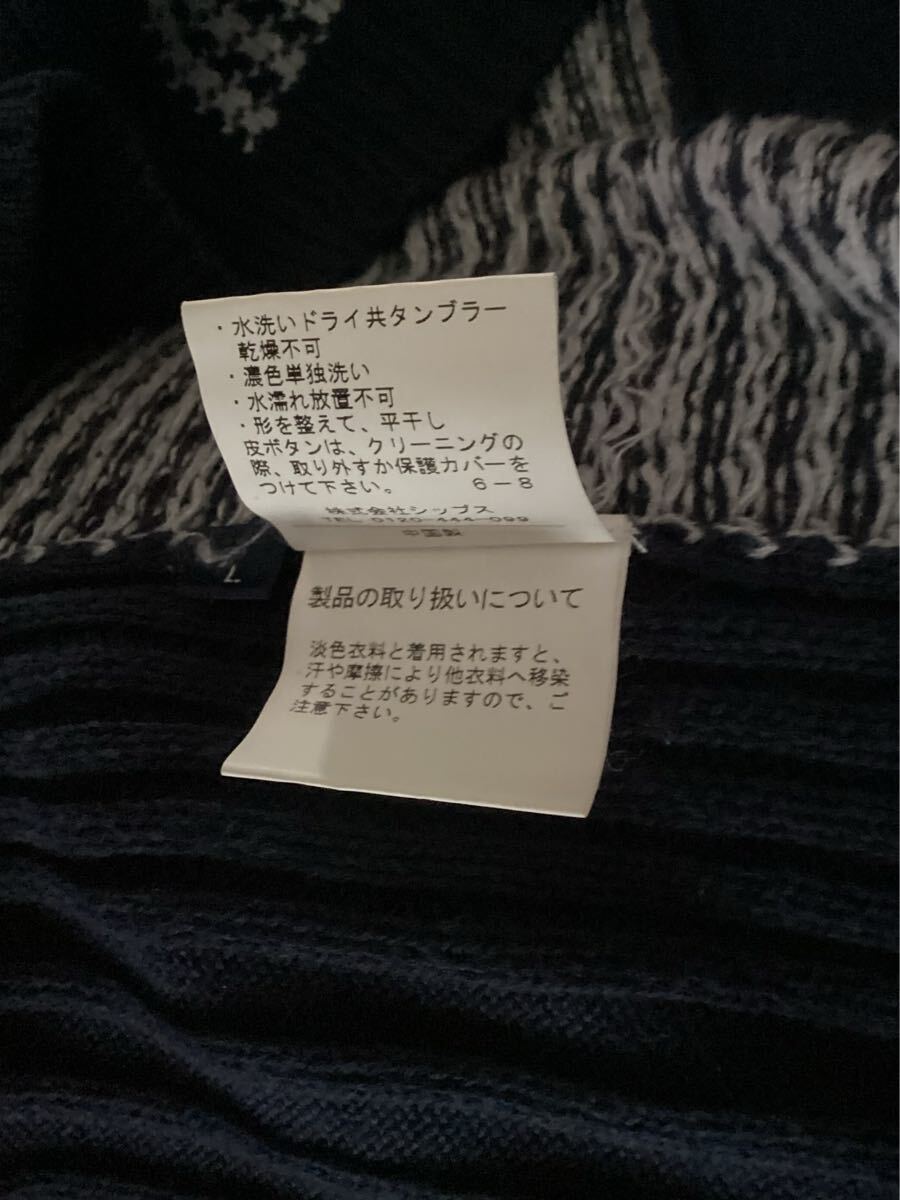 ・水洗いドライ共タンブラー
乾燥不可
・濃色単独洗い
・水濡れ放置不可
・形を整えて、平干し
皮ボタンは、クリーニングの
際、取り外すか保護カバーを
つけて下さい。 6-8
株式会社シップス
TEL 0120-444-099
中国製
製品の取り扱いについて
淡色衣料と着用されますと、
汗や摩擦により他衣料へ移染
することがありますので、ご
注意下さい。